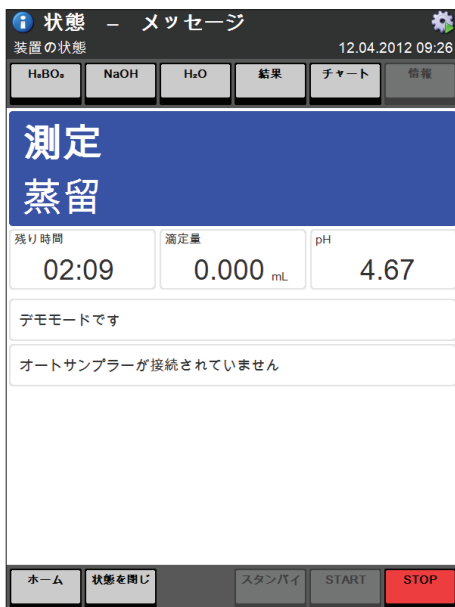 状態 – メッセージ
装置の状態 12.04.2012 09:26
H₃BO₃ NaOH H₂O 結果 チャート 情報
測定
蒸留
残り時間 滴定量 pH
02:09 0.000 mL 4.67
デモモードです
オートサンプラーが接続されていません
ホーム 状態を閉じ スタンバイ START STOP